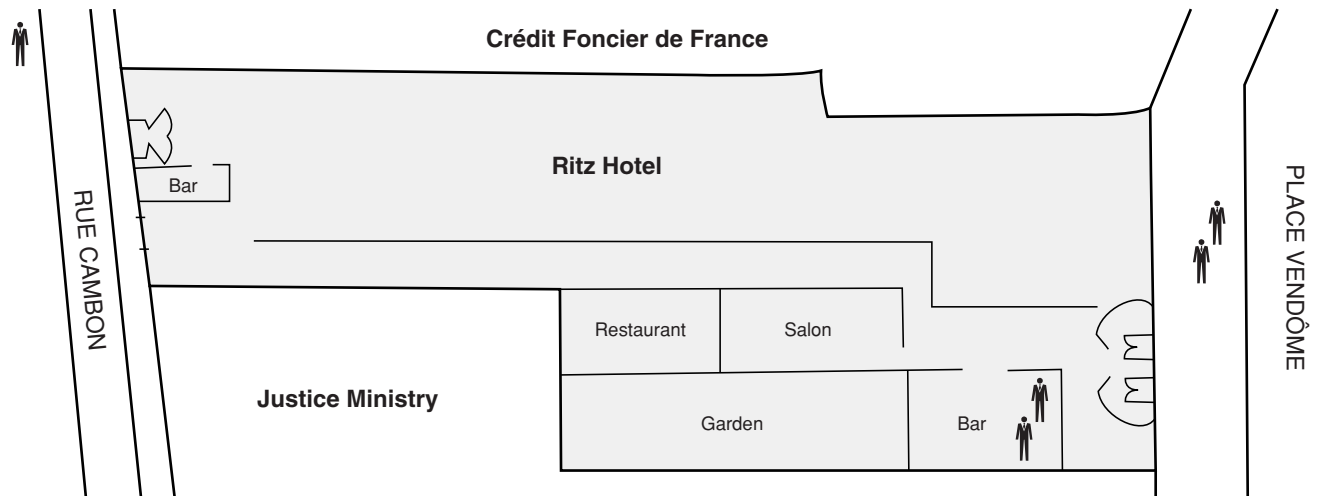 Crédit Foncier de France
Ritz Hotel
Bar
RUE CAMBON
PLACE VENDÔME
Restaurant
Salon
Justice Ministry
Garden
Bar